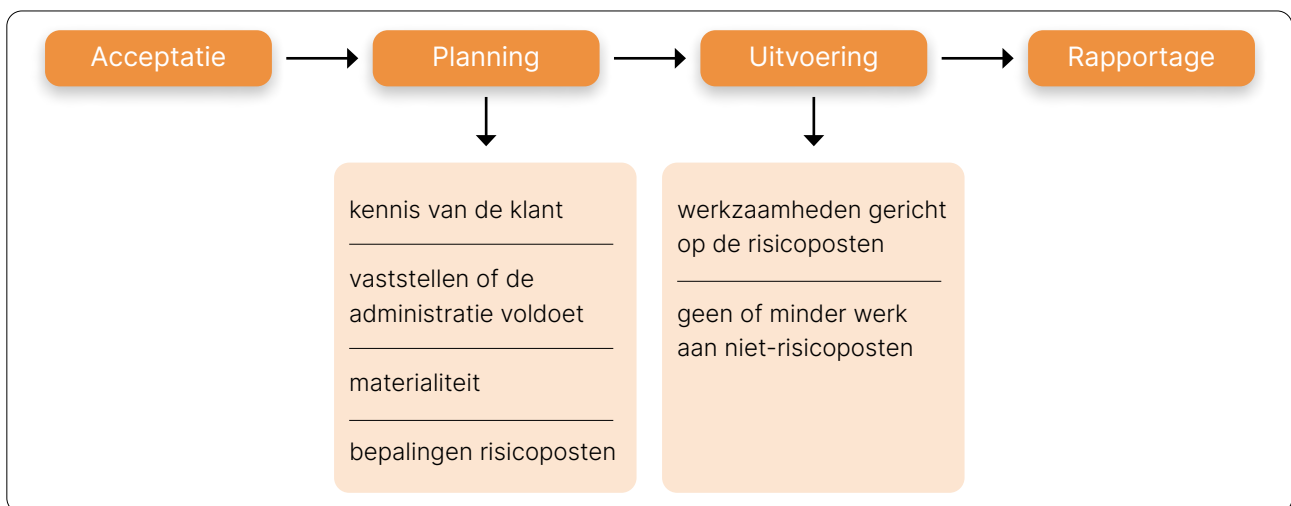 Acceptatie
Planning
Uitvoering
Rapportage
kennis van de klant
vaststellen of de
administratie voldoet
materialiteit
bepalingen risicoposten
werkzaamheden gericht
op de risicoposten
geen of minder werk
aan niet-risicoposten